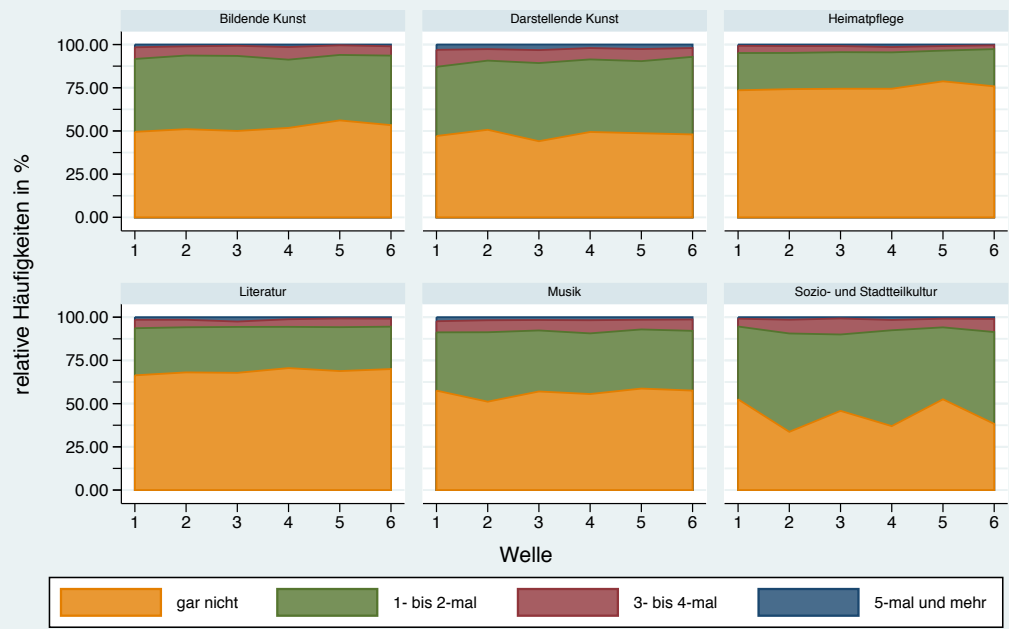 Bildende Kunst
Darstellende Kunst
Heimatpflege
100.00
75.00
50.00
25.00
0.00
1 2 3 4 5 6
1 2 3 4 5 6
1 2 3 4 5 6
relative Häufigkeiten in %
Literatur
Musik
Sozio- und Stadtteilkultur
100.00
75.00
50.00
25.00
0.00
1 2 3 4 5 6
1 2 3 4 5 6
1 2 3 4 5 6
Welle
gar nicht
1- bis 2-mal
3- bis 4-mal
5-mal und mehr